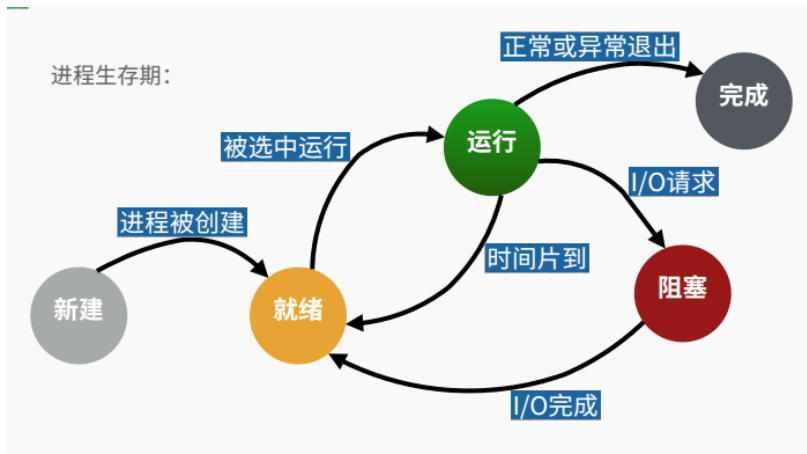 正常或异常退出
进程生存期：
完成
被选中运行
运行
I/O请求
进程被创建
时间片到
阻塞
新建
就绪
I/O完成